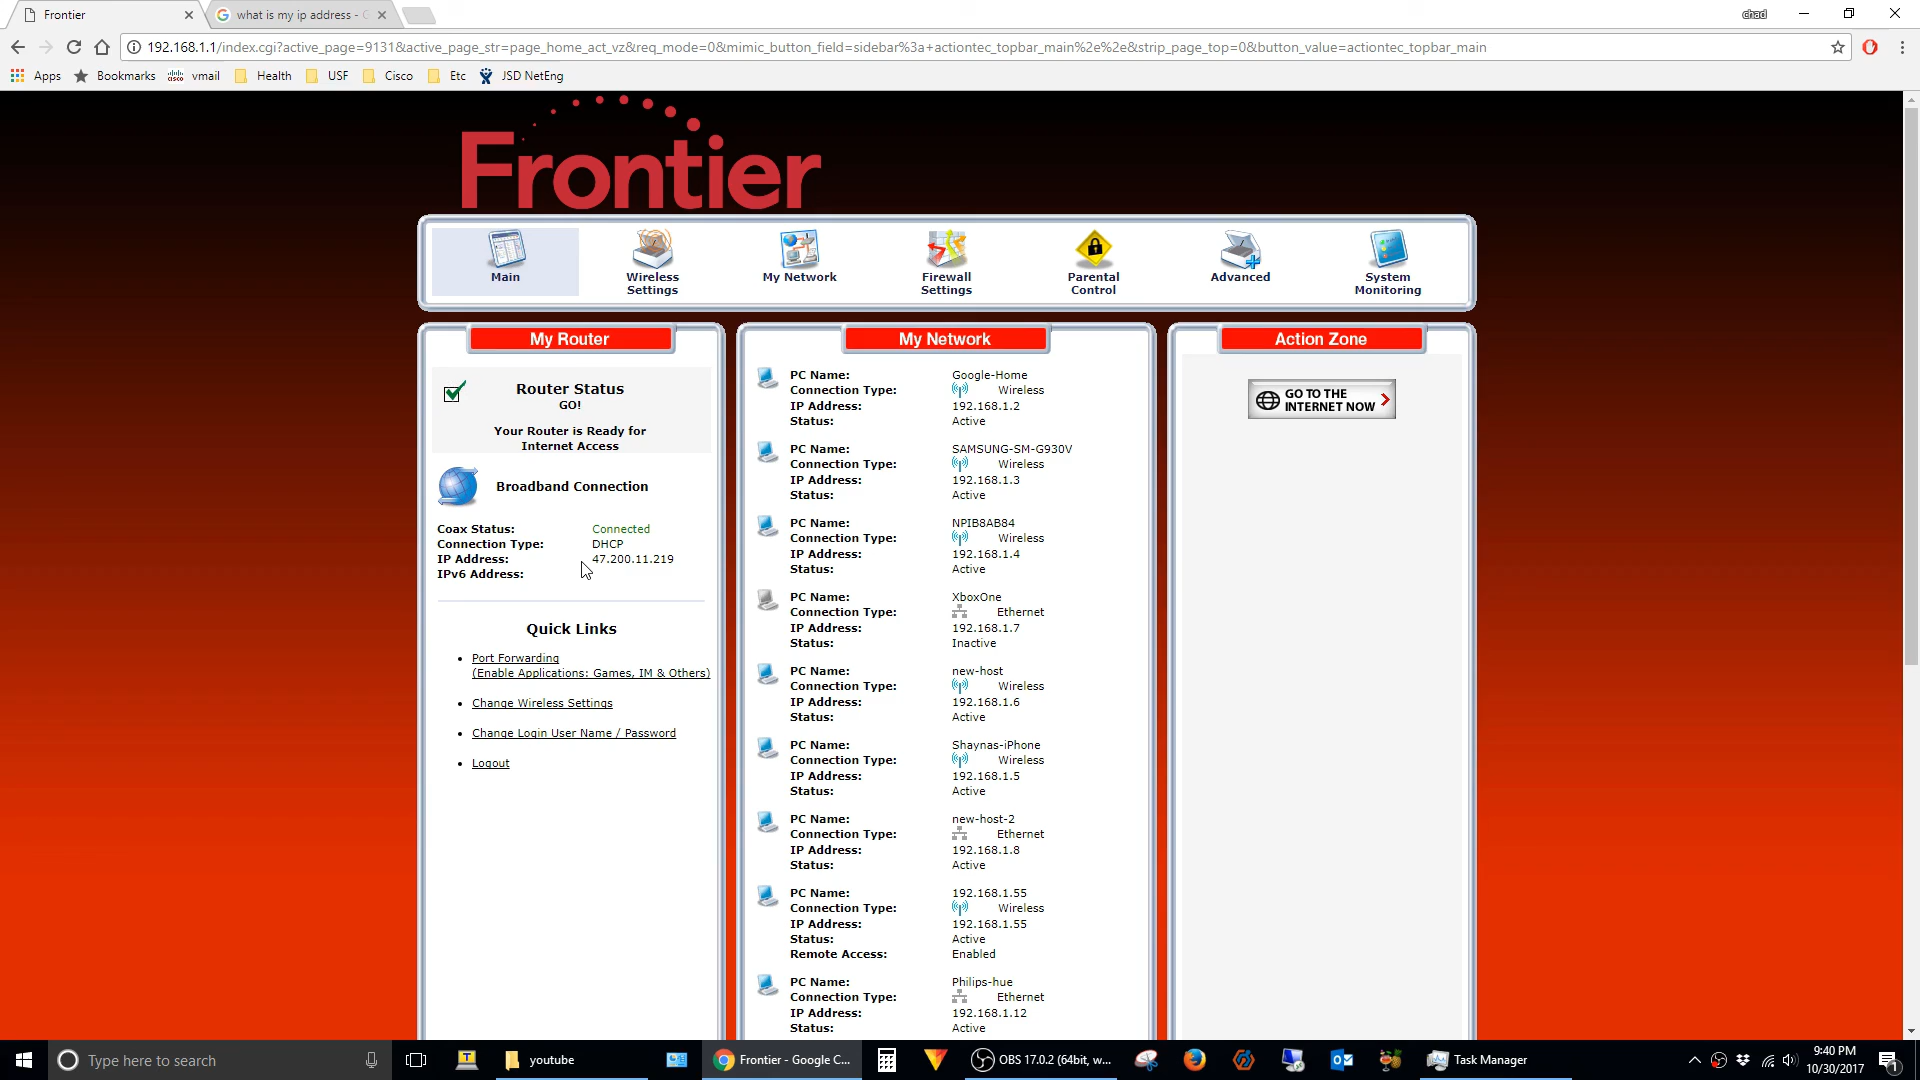 Frontier
what is my ip address - G
chad
192.168.1.1/index.cgi?active_page=9131&active_page_str=page_home_act_vz&req_mode=0&mimic_button_field=sidebar%3a+actiontec_topbar_main%2e%2e&strip_page_top=0&button_value=actiontec_topbar_main
Apps
Bookmarks
vmail
Health
USF
Cisco
Etc
JSD NetEng
Frontier
Main
Wireless
Settings
My Network
Firewall
Settings
Parental
Control
Advanced
System
Monitoring
My Router
Router Status
GO!
Your Router is Ready for
Internet Access
Broadband Connection
Coax Status: Connected
Connection Type: DHCP
IP Address: 47.200.11.219
IPv6 Address:
Quick Links
Port Forwarding
(Enable Applications: Games, IM & Others)
Change Wireless Settings
Change Login User Name / Password
Logout
My Network
PC Name: Google-Home
Connection Type: Wireless
IP Address: 192.168.1.2
Status: Active
PC Name: SAMSUNG-SM-G930V
Connection Type: Wireless
IP Address: 192.168.1.3
Status: Active
PC Name: NPIB8AB84
Connection Type: Wireless
IP Address: 192.168.1.4
Status: Active
PC Name: XboxOne
Connection Type: Ethernet
IP Address: 192.168.1.7
Status: Inactive
PC Name: new-host
Connection Type: Wireless
IP Address: 192.168.1.6
Status: Active
PC Name: Shaynas-iPhone
Connection Type: Wireless
IP Address: 192.168.1.5
Status: Active
PC Name: new-host-2
Connection Type: Ethernet
IP Address: 192.168.1.8
Status: Active
PC Name: 192.168.1.55
Connection Type: Wireless
IP Address: 192.168.1.55
Status: Active
Remote Access: Enabled
PC Name: Philips-hue
Connection Type: Ethernet
IP Address: 192.168.1.12
Status: Active
Action Zone
GO TO THE
INTERNET NOW
Type here to search
youtube
Frontier - Google C...
OBS 17.0.2 (64bit, w...
Task Manager
9:40 PM
10/30/2017
1